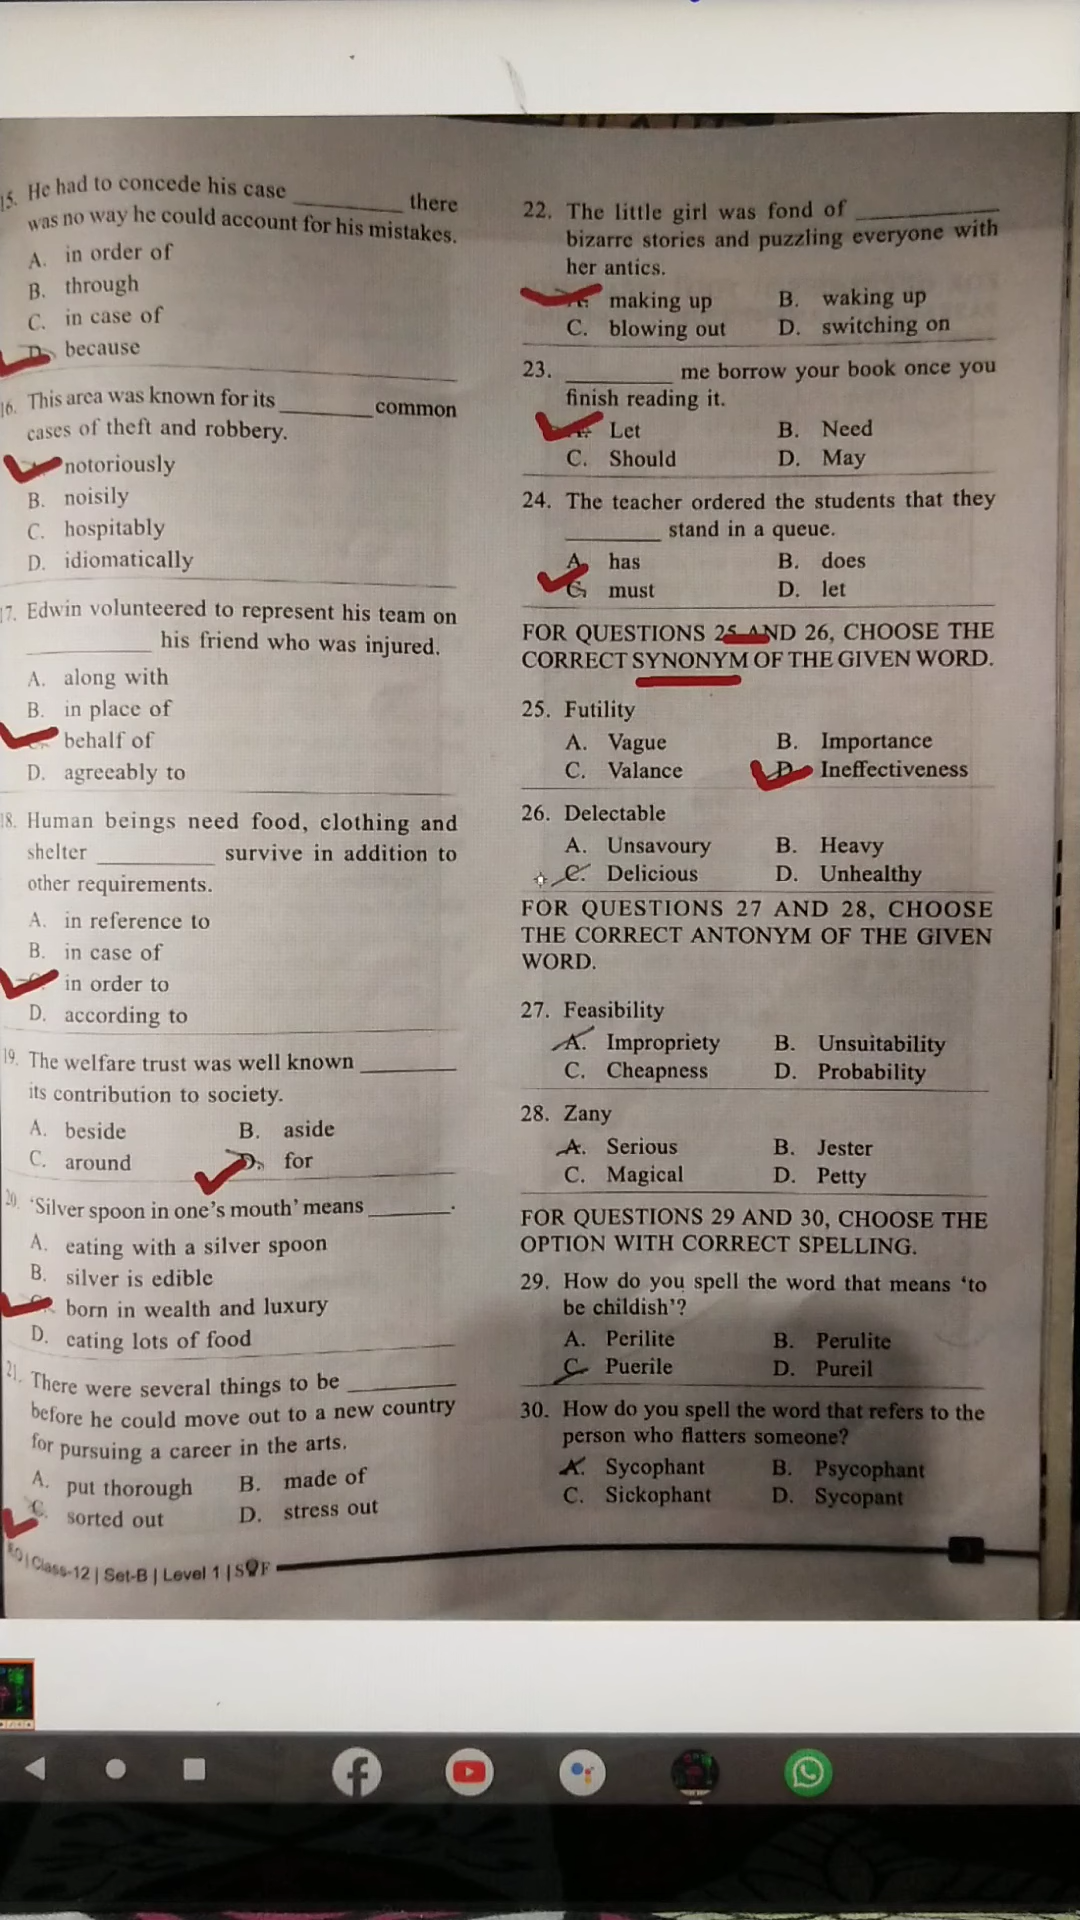 15. He had to concede his case ________ there
was no way he could account for his mistakes.
A. in order of
B. through
C. in case of
D. because
16. This area was known for its ________ common
cases of theft and robbery.
notoriously
B. noisily
C. hospitably
D. idiomatically
17. Edwin volunteered to represent his team on
________ his friend who was injured.
A. along with
B. in place of
behalf of
D. agreeably to
18. Human beings need food, clothing and
shelter ________ survive in addition to
other requirements.
A. in reference to
B. in case of
in order to
D. according to
19. The welfare trust was well known ________
its contribution to society.
A. beside B. aside
C. around D. for
20. ‘Silver spoon in one’s mouth’ means ________.
A. eating with a silver spoon
B. silver is edible
born in wealth and luxury
D. eating lots of food
21. There were several things to be ________
before he could move out to a new country
for pursuing a career in the arts.
A. put thorough B. made of
C. sorted out D. stress out
Class-12 | Set-B | Level 1 | SOF
22. The little girl was fond of ________
bizarre stories and puzzling everyone with
her antics.
making up B. waking up
C. blowing out D. switching on
23. ________ me borrow your book once you
finish reading it.
Let B. Need
C. Should D. May
24. The teacher ordered the students that they
________ stand in a queue.
A. has B. does
C. must D. let
FOR QUESTIONS 25 AND 26, CHOOSE THE
CORRECT SYNONYM OF THE GIVEN WORD.
25. Futility
A. Vague B. Importance
C. Valance D. Ineffectiveness
26. Delectable
A. Unsavoury B. Heavy
C. Delicious D. Unhealthy
FOR QUESTIONS 27 AND 28, CHOOSE
THE CORRECT ANTONYM OF THE GIVEN
WORD.
27. Feasibility
A. Impropriety B. Unsuitability
C. Cheapness D. Probability
28. Zany
A. Serious B. Jester
C. Magical D. Petty
FOR QUESTIONS 29 AND 30, CHOOSE THE
OPTION WITH CORRECT SPELLING.
29. How do you spell the word that means ‘to
be childish’?
A. Perilite B. Perulite
C. Puerile D. Pureil
30. How do you spell the word that refers to the
person who flatters someone?
A. Sycophant B. Psycophant
C. Sickophant D. Sycopant